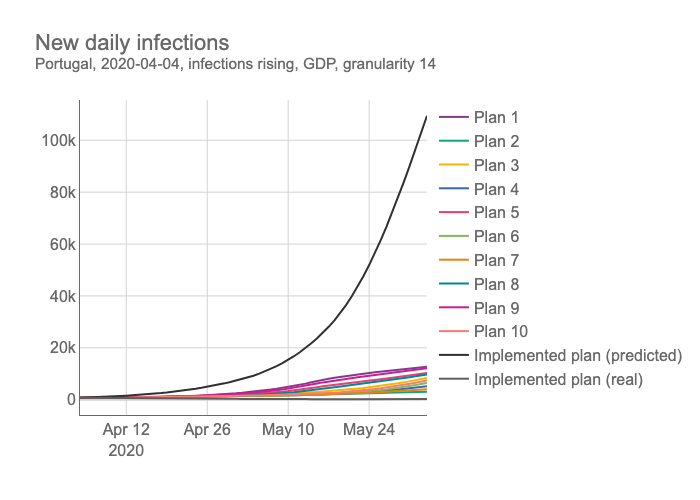 New daily infections
Portugal, 2020-04-04, infections rising, GDP, granularity 14
100k
80k
60k
40k
20k
0
Apr 12
2020
Apr 26
May 10
May 24
Plan 1
Plan 2
Plan 3
Plan 4
Plan 5
Plan 6
Plan 7
Plan 8
Plan 9
Plan 10
Implemented plan (predicted)
Implemented plan (real)